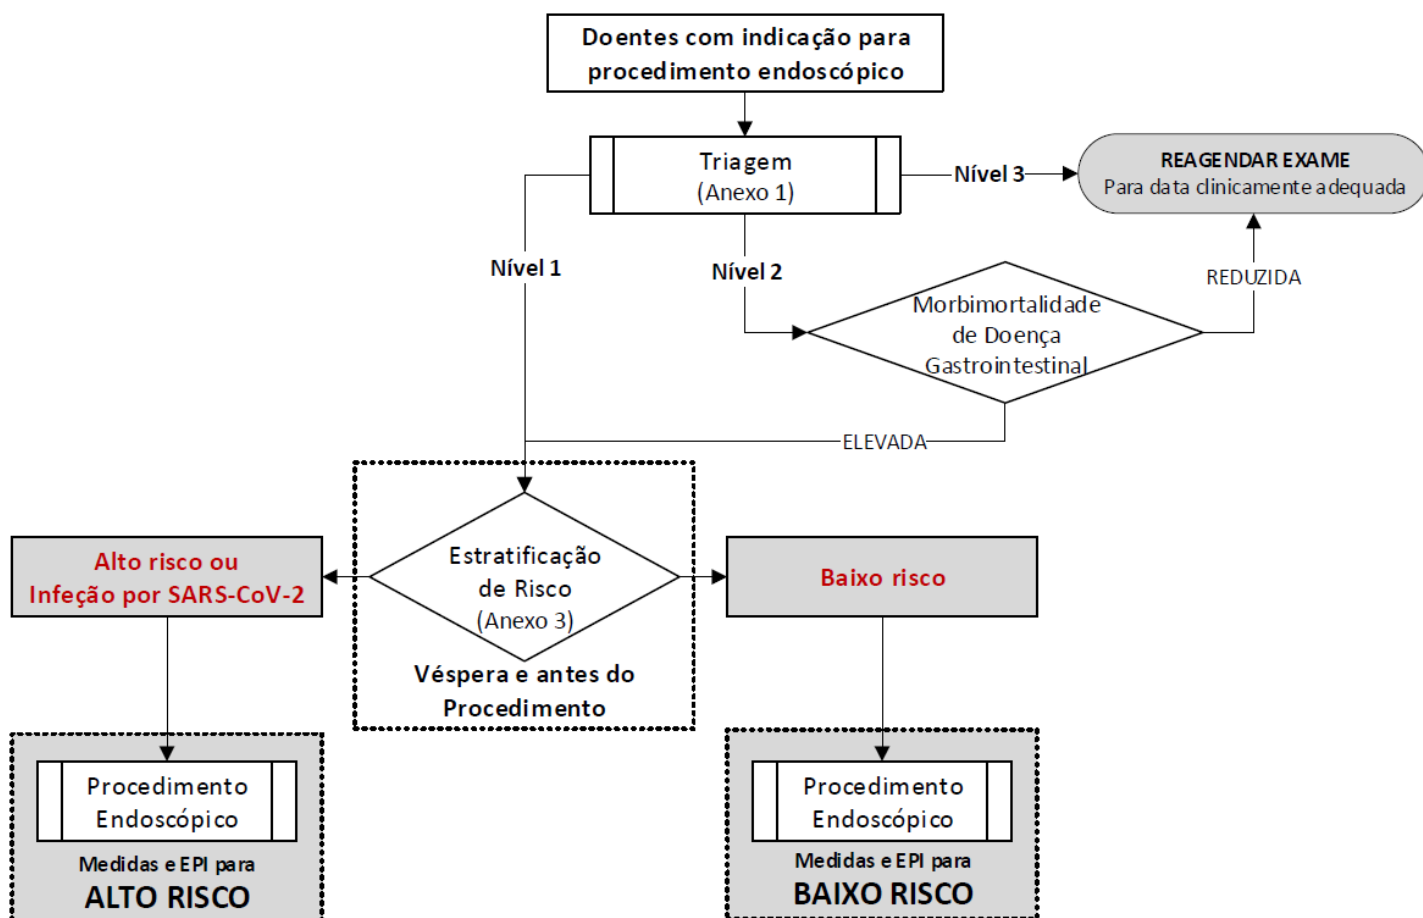 Doentes com indicação para
procedimento endoscópico
Triagem
(Anexo 1)
Nível 3
REAGENDAR EXAME
Para data clinicamente adequada
Nível 1
Nível 2
REDUZIDA
Morbimortalidade
de Doença
Gastrointestinal
ELEVADA
Estratificação
de Risco
(Anexo 3)
Véspera e antes do
Procedimento
Alto risco ou
Infeção por SARS-CoV-2
Baixo risco
Procedimento
Endoscópico
Medidas e EPI para
ALTO RISCO
Procedimento
Endoscópico
Medidas e EPI para
BAIXO RISCO